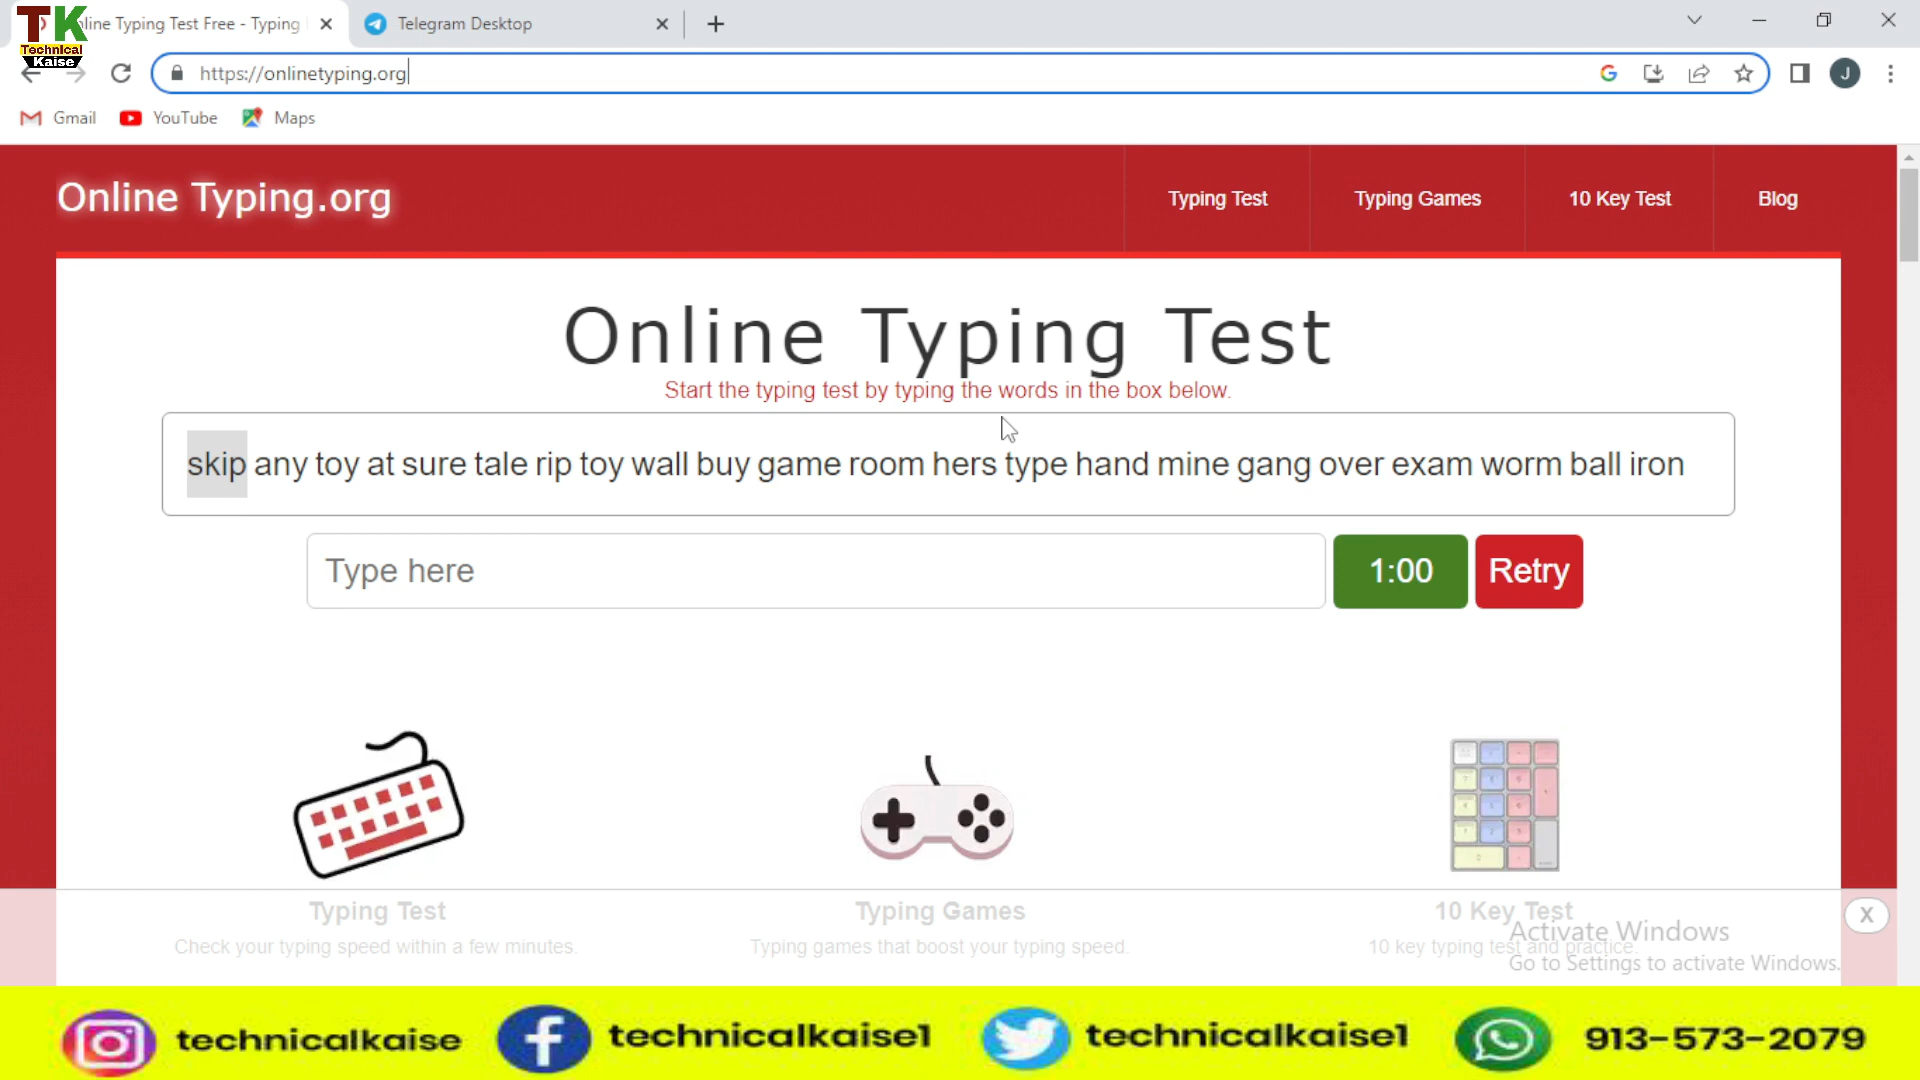 TK
Technical
Kaise
nline Typing Test Free - Typing
Telegram Desktop
https://onlinetyping.org
G
J
Gmail
YouTube
Maps
Online Typing.org
Typing Test
Typing Games
10 Key Test
Blog
Online Typing Test
Start the typing test by typing the words in the box below.
skip any toy at sure tale rip toy wall buy game room hers type hand mine gang over exam worm ball iron
Type here
1:00
Retry
Typing Test
Typing Games
10 Key Test
X
Check your typing speed within a few minutes.
Typing games that boost your typing speed.
10 key typing test and practice.
Activate Windows
Go to Settings to activate Windows.
technicalkaise
technicalkaise1
technicalkaise1
913-573-2079